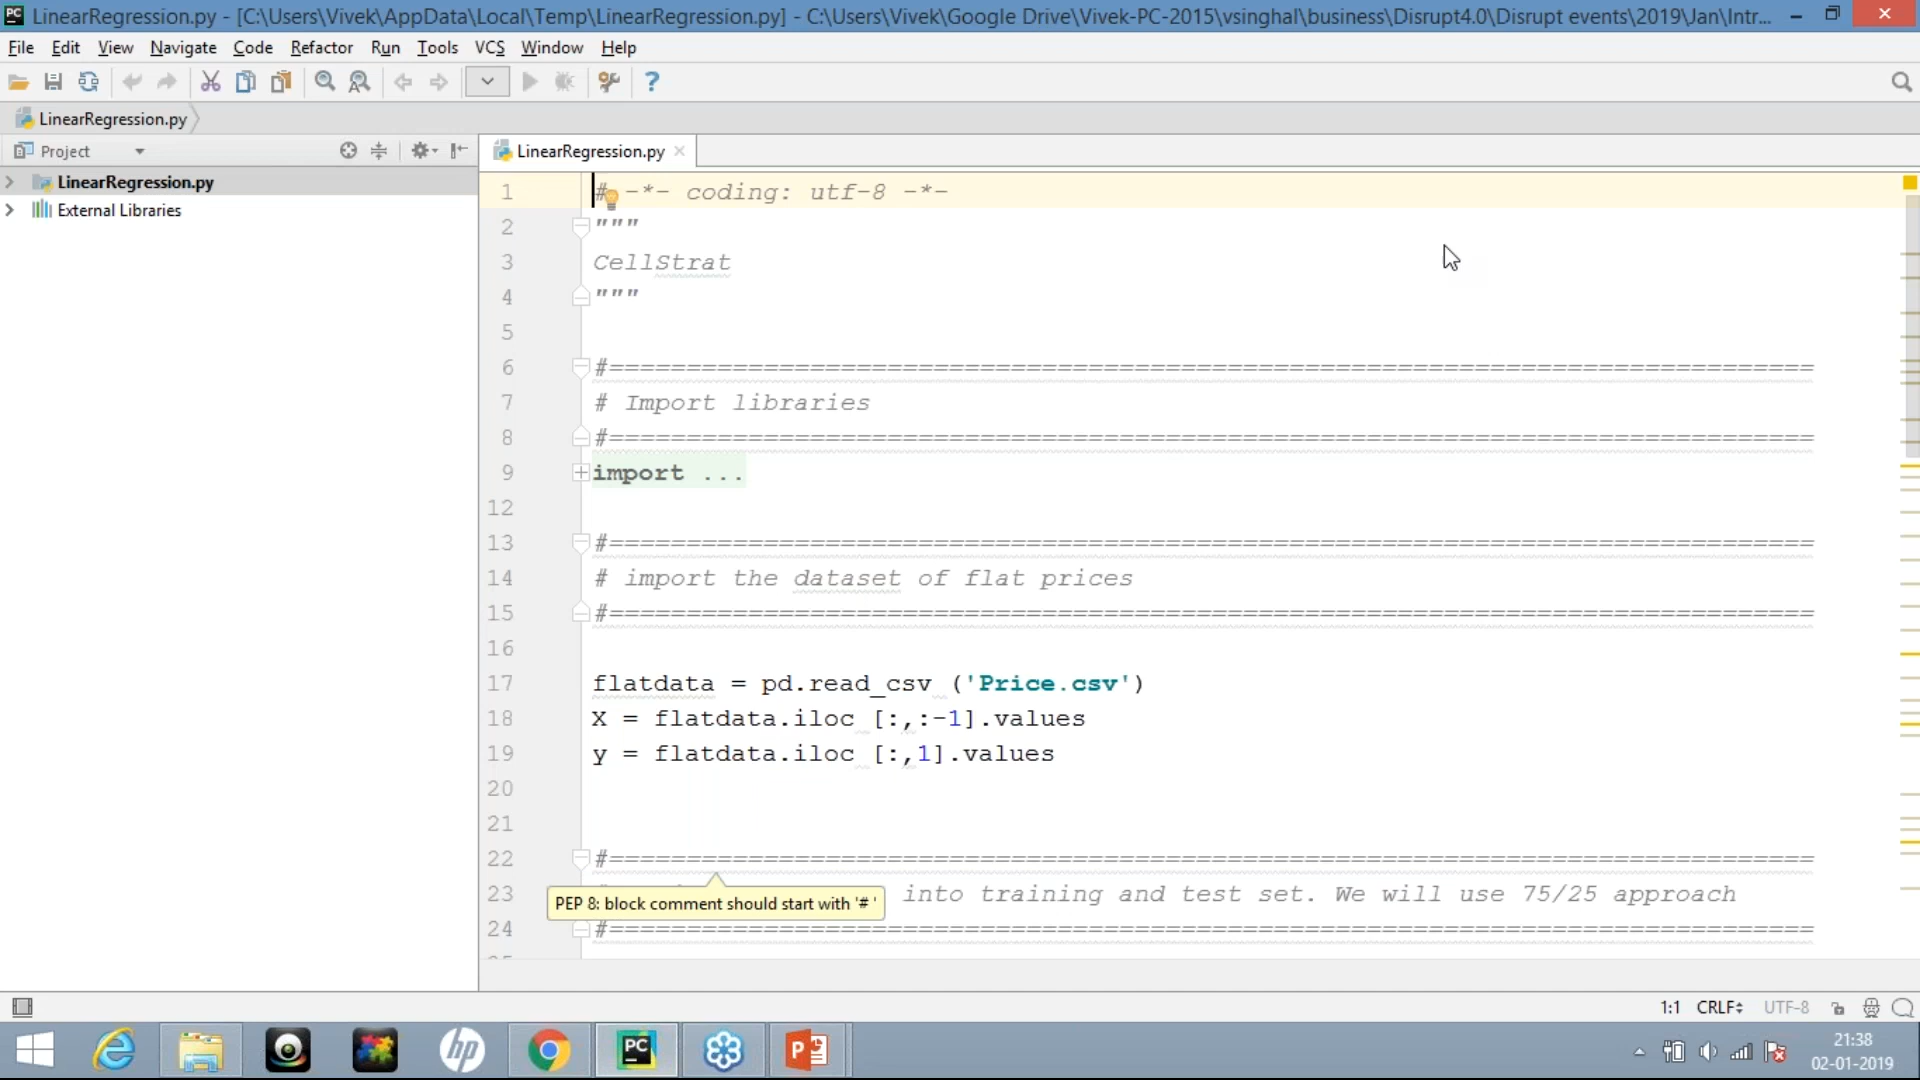 LinearRegression.py - [C:\Users\Vivek\AppData\Local\Temp\LinearRegression.py] - C:\Users\Vivek\Google Drive\Vivek-PC-2015\vsinghal\business\Disrupt4.0\Disrupt events\2019\Jan\Intr...
File Edit View Navigate Code Refactor Run Tools VCS Window Help
LinearRegression.py
Project
LinearRegression.py
LinearRegression.py
External Libraries
1 # -*- coding: utf-8 -*-
2 """
3 CellStrat
4 """
5
6 #==============================================================================
7 # Import libraries
8 #==============================================================================
9 import ...
12
13 #==============================================================================
14 # import the dataset of flat prices
15 #==============================================================================
16
17 flatdata = pd.read_csv ('Price.csv')
18 X = flatdata.iloc [:,:-1].values
19 y = flatdata.iloc [:,1].values
20
21
22 #==============================================================================
23 into training and test set. We will use 75/25 approach
PEP 8: block comment should start with '# '
24 #==============================================================================
1:1 CRLF UTF-8
21:38
02-01-2019